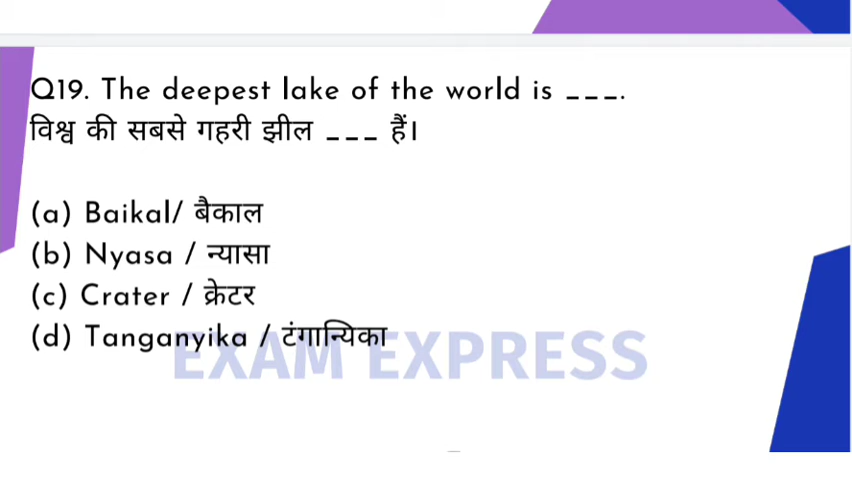 Q19. The deepest lake of the world is ___.
विश्व की सबसे गहरी झील ___ हैं।
(a) Baikal/ बैकाल
(b) Nyasa / न्यासा
(c) Crater / क्रेटर
(d) Tanganyika / टंगान्यिका
EXAM EXPRESS